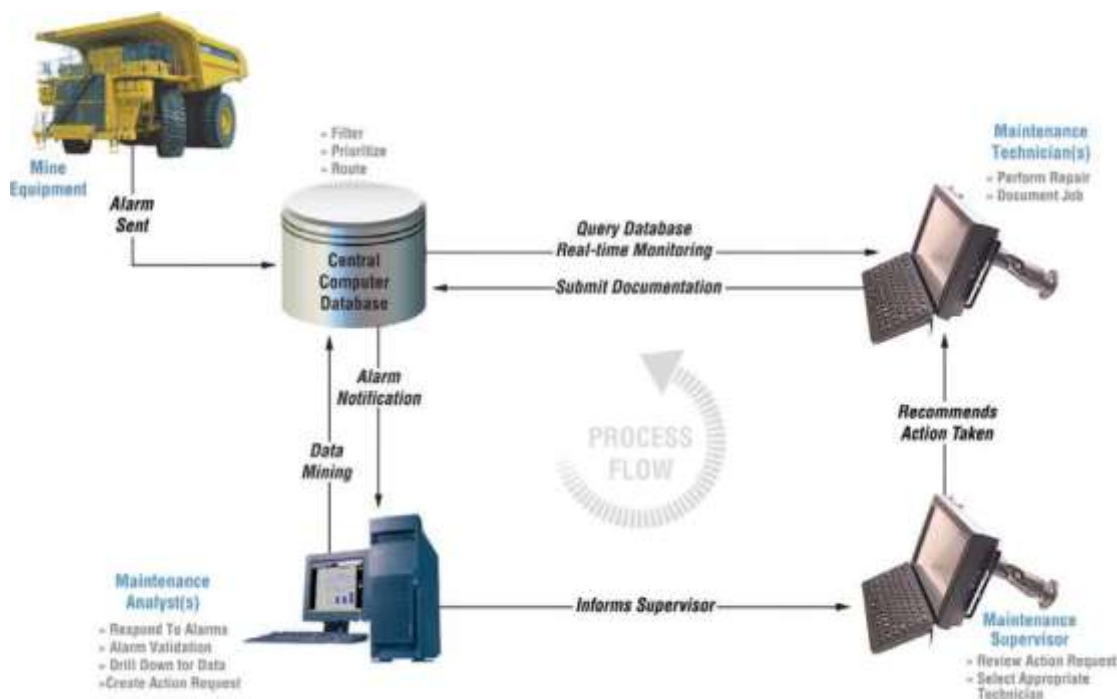 Mine
Equipment
Alarm
Sent
» Filter
» Prioritize
» Route
Central
Computer
Database
Query Database
Real-time Monitoring
Submit Documentation
Maintenance
Technician(s)
» Perform Repair
» Document Job
Alarm
Notification
Data
Mining
PROCESS
FLOW
Recommends
Action Taken
Maintenance
Analyst(s)
» Respond To Alarms
» Alarm Validation
» Drill Down for Data
»Create Action Request
Informs Supervisor
Maintenance
Supervisor
» Review Action Request
» Select Appropriate
Technician